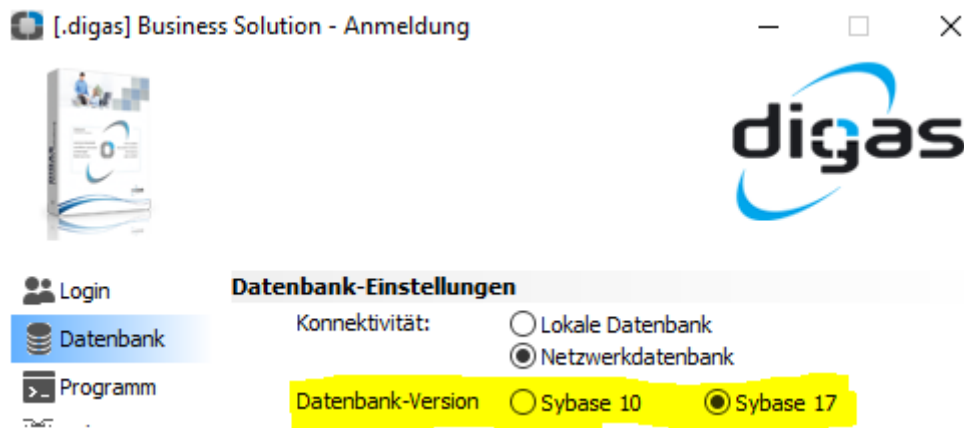 [.digas] Business Solution - Anmeldung
digas
Login
Datenbank-Einstellungen
Konnektivität:
Lokale Datenbank
Datenbank
Netzwerkdatenbank
Programm
Datenbank-Version
Sybase 10
Sybase 17